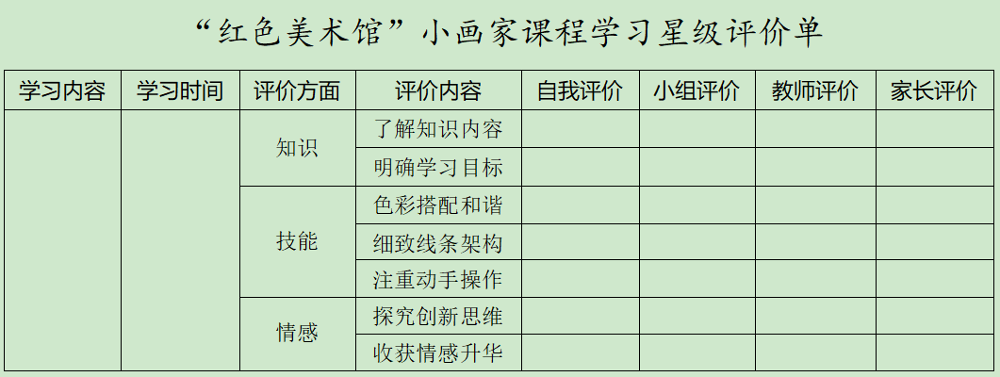 “红色美术馆”小画家课程学习星级评价单
学习内容 学习时间 评价方面 评价内容 自我评价 小组评价 教师评价 家长评价
知识
了解知识内容
明确学习目标
技能
色彩搭配和谐
细致线条架构
注重动手操作
情感
探究创新思维
收获情感升华